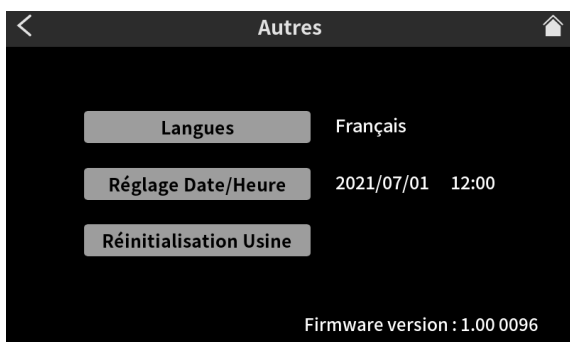 Autres
Langues Français
Réglage Date/Heure 2021/07/01 12:00
Réinitialisation Usine
Firmware version : 1.00 0096